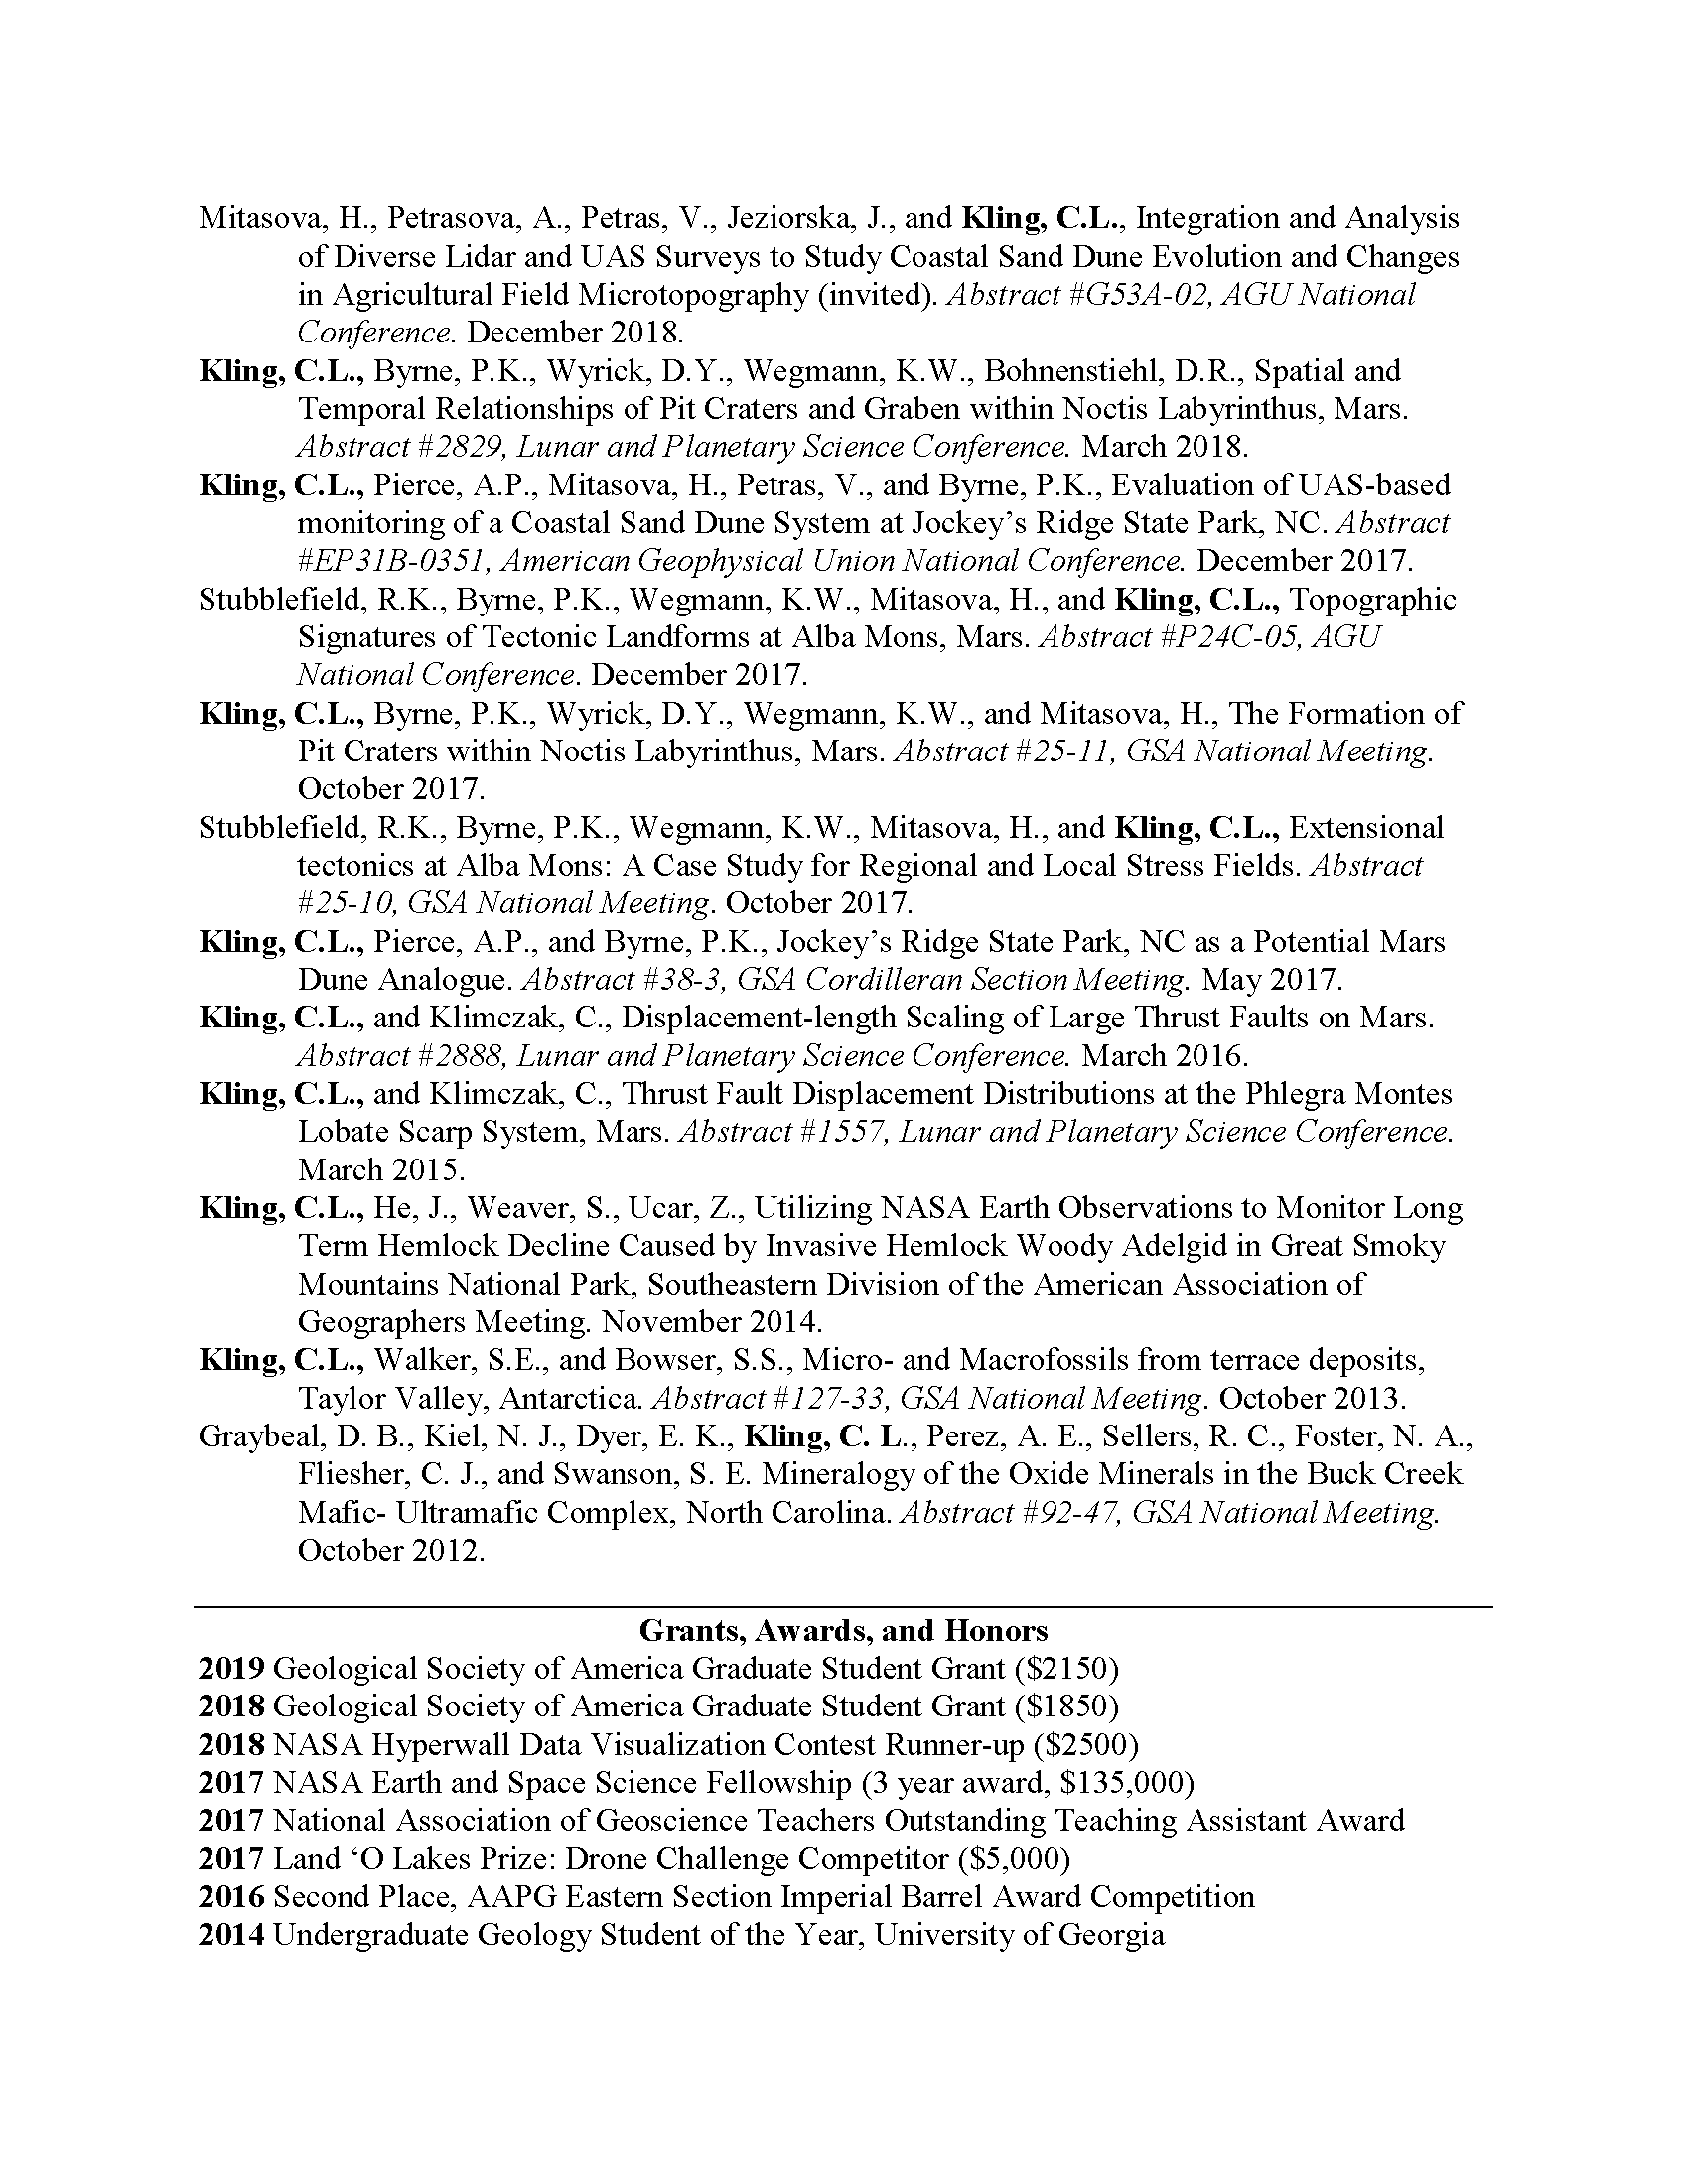 Mitasova, H., Petrasova, A., Petras, V., Jeziorska, J., and Kling, C.L., Integration and Analysis
of Diverse Lidar and UAS Surveys to Study Coastal Sand Dune Evolution and Changes
in Agricultural Field Microtopography (invited). Abstract #G53A-02, AGU National
Conference. December 2018.
Kling, C.L., Byrne, P.K., Wyrick, D.Y., Wegmann, K.W., Bohnenstiehl, D.R., Spatial and
Temporal Relationships of Pit Craters and Graben within Noctis Labyrinthus, Mars.
Abstract #2829, Lunar and Planetary Science Conference. March 2018.
Kling, C.L., Pierce, A.P., Mitasova, H., Petras, V., and Byrne, P.K., Evaluation of UAS-based
monitoring of a Coastal Sand Dune System at Jockey’s Ridge State Park, NC. Abstract
#EP31B-0351, American Geophysical Union National Conference. December 2017.
Stubblefield, R.K., Byrne, P.K., Wegmann, K.W., Mitasova, H., and Kling, C.L., Topographic
Signatures of Tectonic Landforms at Alba Mons, Mars. Abstract #P24C-05, AGU
National Conference. December 2017.
Kling, C.L., Byrne, P.K., Wyrick, D.Y., Wegmann, K.W., and Mitasova, H., The Formation of
Pit Craters within Noctis Labyrinthus, Mars. Abstract #25-11, GSA National Meeting.
October 2017.
Stubblefield, R.K., Byrne, P.K., Wegmann, K.W., Mitasova, H., and Kling, C.L., Extensional
tectonics at Alba Mons: A Case Study for Regional and Local Stress Fields. Abstract
#25-10, GSA National Meeting. October 2017.
Kling, C.L., Pierce, A.P., and Byrne, P.K., Jockey’s Ridge State Park, NC as a Potential Mars
Dune Analogue. Abstract #38-3, GSA Cordilleran Section Meeting. May 2017.
Kling, C.L., and Klimczak, C., Displacement-length Scaling of Large Thrust Faults on Mars.
Abstract #2888, Lunar and Planetary Science Conference. March 2016.
Kling, C.L., and Klimczak, C., Thrust Fault Displacement Distributions at the Phlegra Montes
Lobate Scarp System, Mars. Abstract #1557, Lunar and Planetary Science Conference.
March 2015.
Kling, C.L., He, J., Weaver, S., Ucar, Z., Utilizing NASA Earth Observations to Monitor Long
Term Hemlock Decline Caused by Invasive Hemlock Woody Adelgid in Great Smoky
Mountains National Park, Southeastern Division of the American Association of
Geographers Meeting. November 2014.
Kling, C.L., Walker, S.E., and Bowser, S.S., Micro- and Macrofossils from terrace deposits,
Taylor Valley, Antarctica. Abstract #127-33, GSA National Meeting. October 2013.
Graybeal, D. B., Kiel, N. J., Dyer, E. K., Kling, C. L., Perez, A. E., Sellers, R. C., Foster, N. A.,
Fliesher, C. J., and Swanson, S. E. Mineralogy of the Oxide Minerals in the Buck Creek
Mafic- Ultramafic Complex, North Carolina. Abstract #92-47, GSA National Meeting.
October 2012.
Grants, Awards, and Honors
2019 Geological Society of America Graduate Student Grant ($2150)
2018 Geological Society of America Graduate Student Grant ($1850)
2018 NASA Hyperwall Data Visualization Contest Runner-up ($2500)
2017 NASA Earth and Space Science Fellowship (3 year award, $135,000)
2017 National Association of Geoscience Teachers Outstanding Teaching Assistant Award
2017 Land ‘O Lakes Prize: Drone Challenge Competitor ($5,000)
2016 Second Place, AAPG Eastern Section Imperial Barrel Award Competition
2014 Undergraduate Geology Student of the Year, University of Georgia